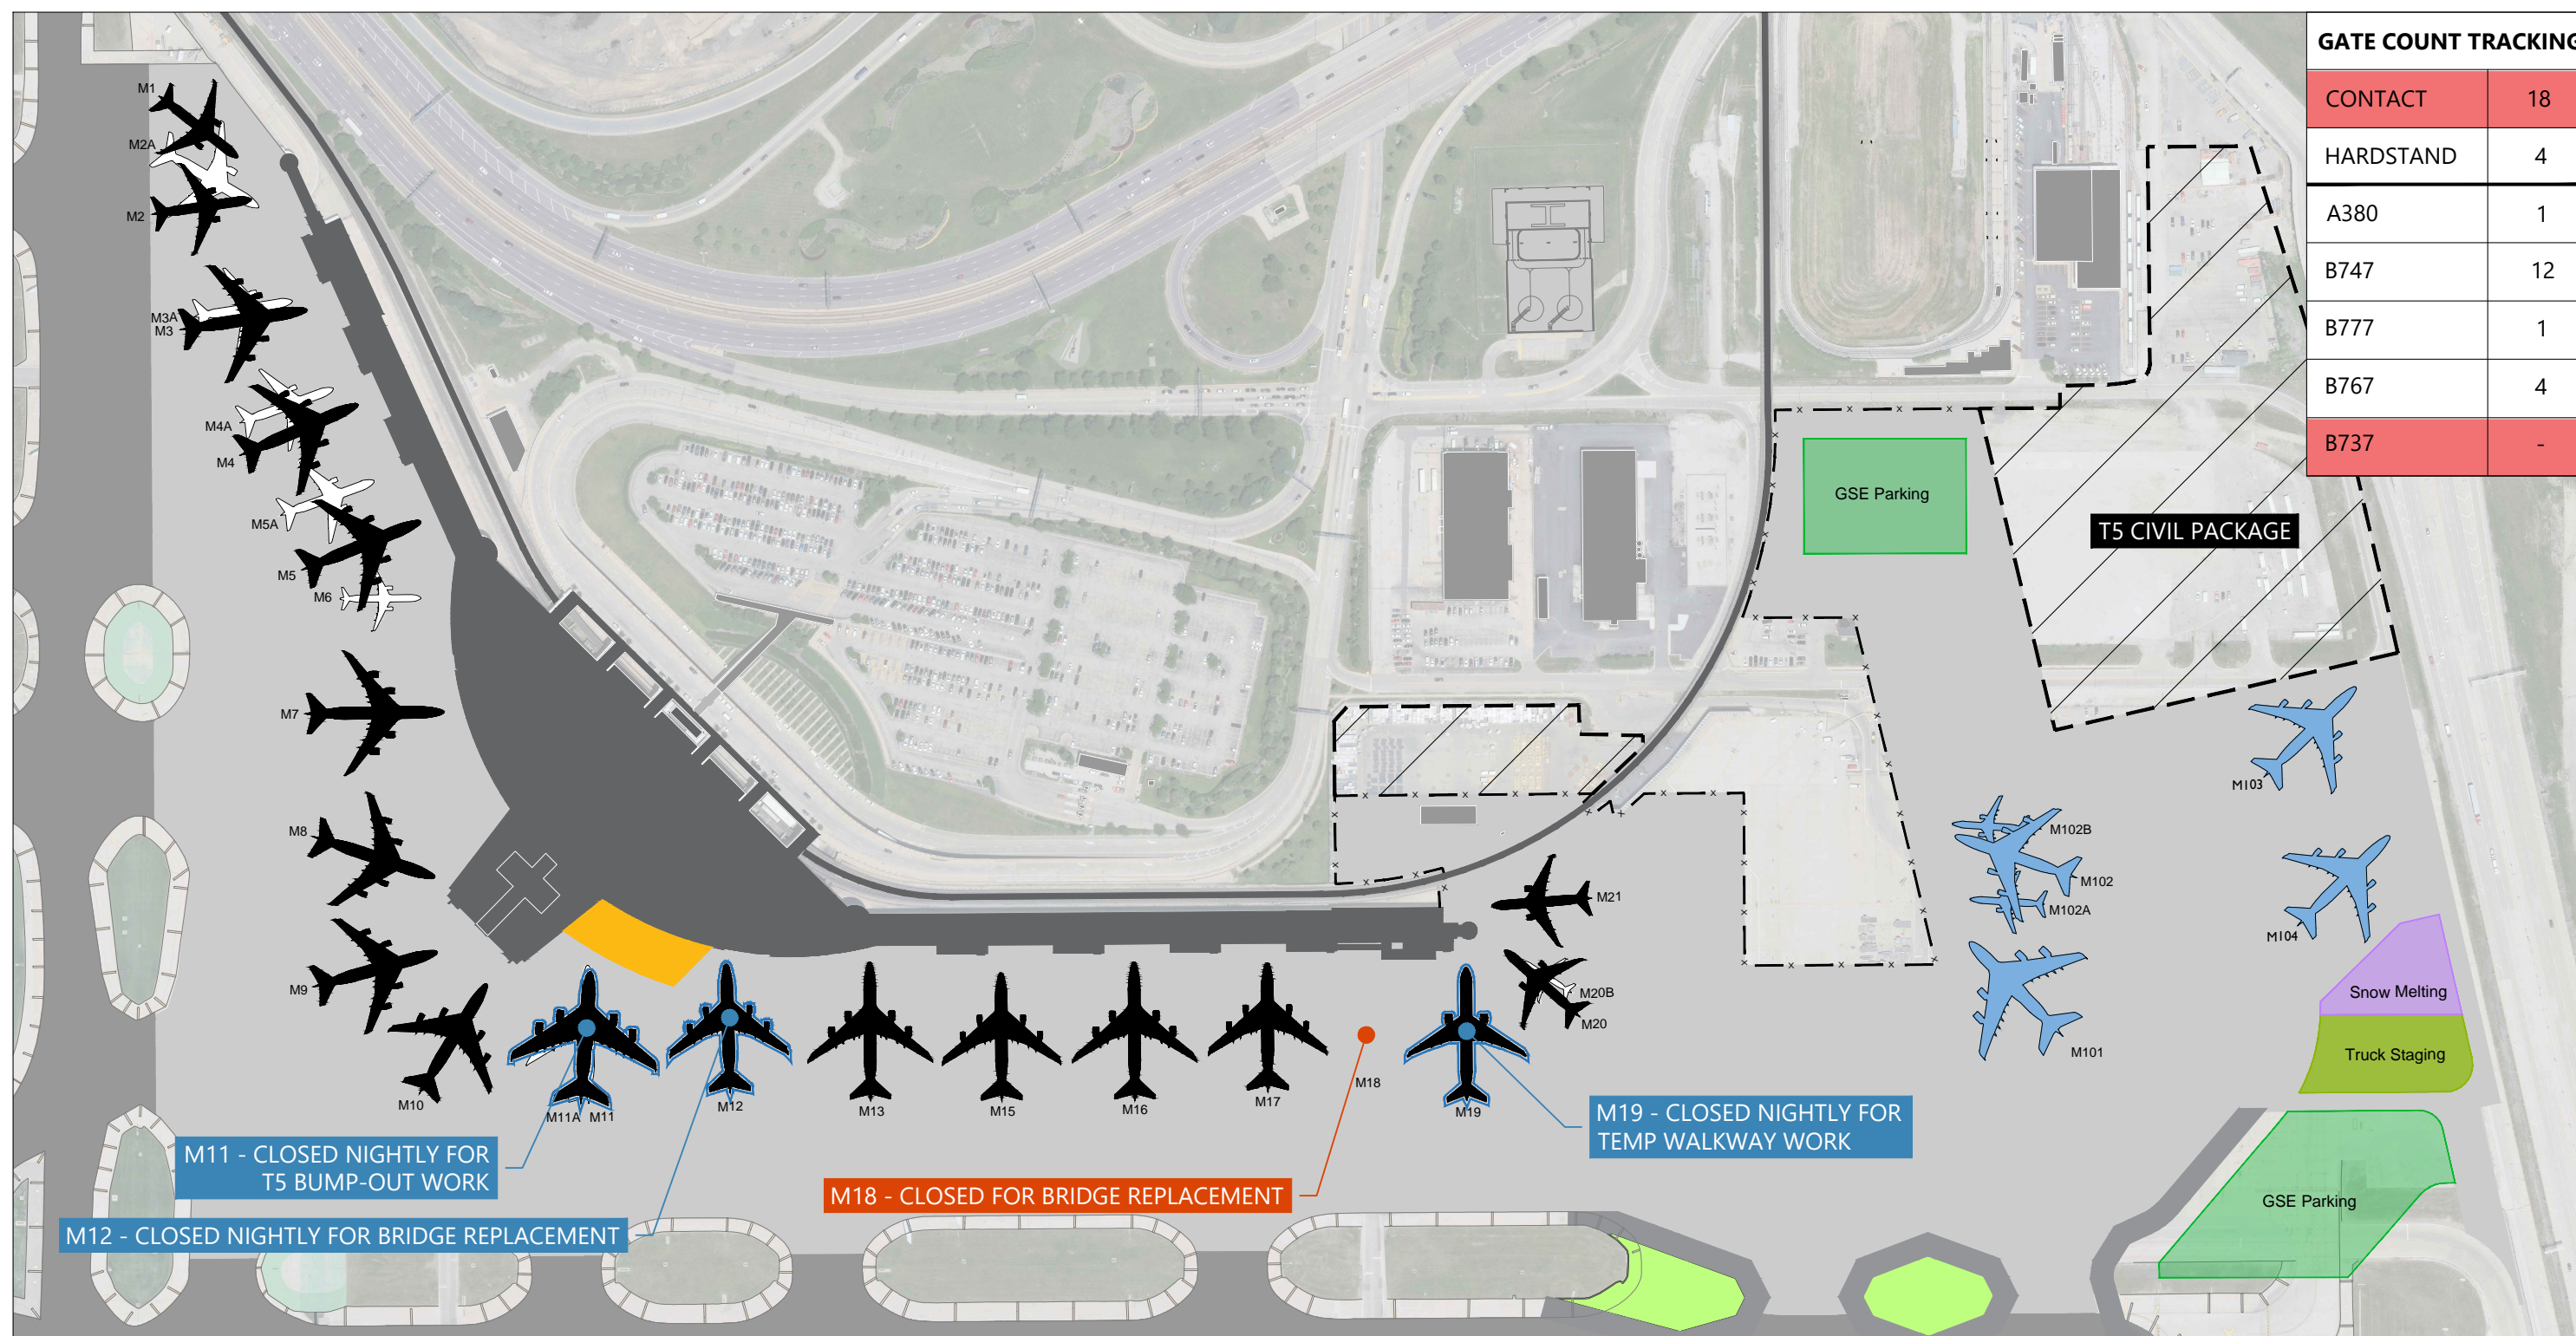 GATE COUNT TRACKING
CONTACT 18
HARDSTAND 4
A380 1
B747 12
B777 1
B767 4
B737 -
M1
M2A
M2
M3A
M3
M4A
M4
M5A
M5
M6
M7
M8
M9
M10
M11A M11
M12
M13
M15
M16
M17
M18
M19
M20B
M20
M21
GSE Parking
T5 CIVIL PACKAGE
M103
M102B
M102
M102A
M104
M101
Snow Melting
Truck Staging
GSE Parking
M11 - CLOSED NIGHTLY FOR
T5 BUMP-OUT WORK
M12 - CLOSED NIGHTLY FOR BRIDGE REPLACEMENT
M18 - CLOSED FOR BRIDGE REPLACEMENT
M19 - CLOSED NIGHTLY FOR
TEMP WALKWAY WORK